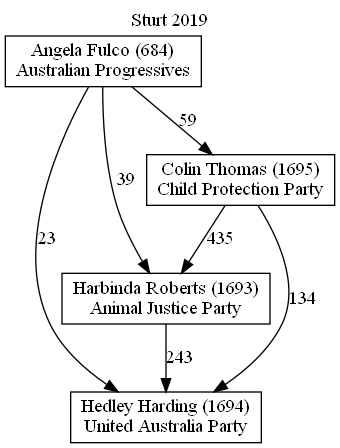 Sturt 2019
Angela Fulco (684)
Australian Progressives
59
Colin Thomas (1695)
Child Protection Party
39
23
435
134
Harbinda Roberts (1693)
Animal Justice Party
243
Hedley Harding (1694)
United Australia Party